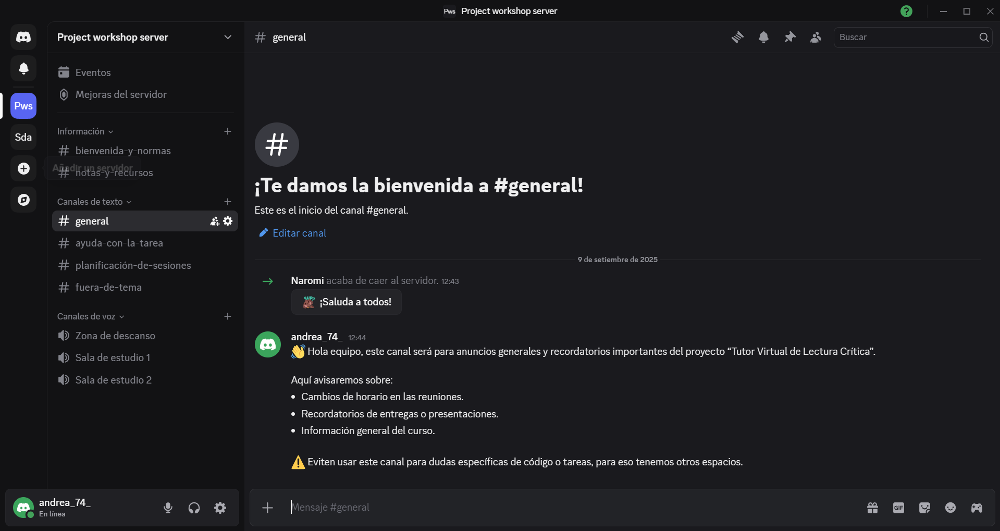 Pws Project workshop server
Project workshop server
# general
Buscar
Eventos
Mejoras del servidor
Pws
Sda
Información
# bienvenida-y-normas
Añadir un servidor
# notas-y-recursos
Canales de texto
# general
# ayuda-con-la-tarea
# planificación-de-sesiones
# fuera-de-tema
Canales de voz
Zona de descanso
Sala de estudio 1
Sala de estudio 2
andrea_74_
En línea
#
¡Te damos la bienvenida a #general!
Este es el inicio del canal #general.
Editar canal
9 de setiembre de 2025
Naromi acaba de caer al servidor. 12:43
SUP? ¡Saluda a todos!
andrea_74_ 12:44
👋 Hola equipo, este canal será para anuncios generales y recordatorios importantes del proyecto “Tutor Virtual de Lectura Crítica”.
Aquí avisaremos sobre:
• Cambios de horario en las reuniones.
• Recordatorios de entregas o presentaciones.
• Información general del curso.
⚠️ Eviten usar este canal para dudas específicas de código o tareas, para eso tenemos otros espacios.
Mensaje #general
GIF